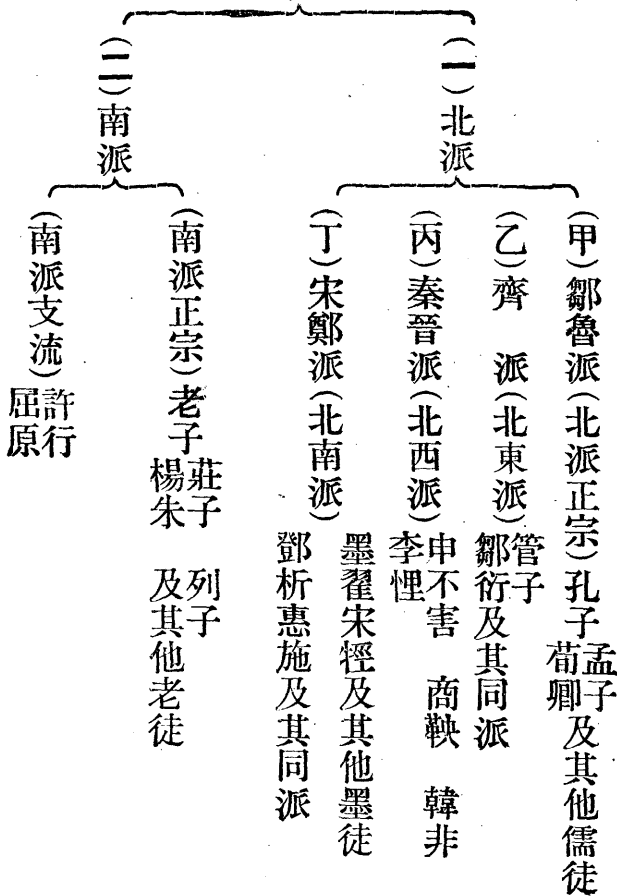 （一）北派
（甲）鄒魯派（北派正宗）孔子
孟子
荀卿
及其他儒徒
（乙）齊　派（北東派）
管子
鄒衍及其同派
（丙）秦晉派（北西派）
申不害　商鞅　韓非
李悝
（丁）宋鄭派（北南派）
墨翟宋牼及其他墨徒
鄧析惠施及其同派
（二）南派
（南派正宗）老子
莊子　列子
楊朱　及其他老徒
（南派支流）
許行
屈原